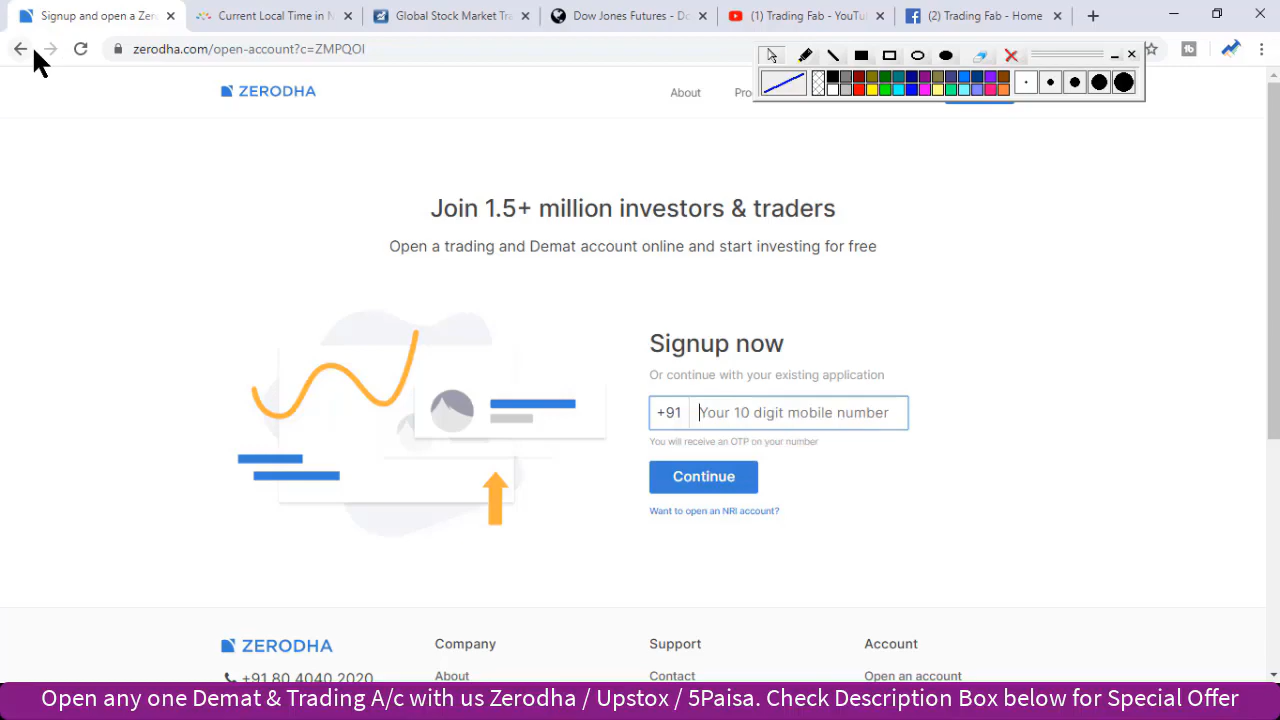 Signup and open a Zer
Current Local Time in N
Global Stock Market Tra
Dow Jones Futures - Do
(1) Trading Fab - YouTu
(2) Trading Fab - Home
zerodha.com/open-account?c=ZMPQOI
ZERODHA
About
Pro
Join 1.5+ million investors & traders
Open a trading and Demat account online and start investing for free
Signup now
Or continue with your existing application
+91 Your 10 digit mobile number
You will receive an OTP on your number
Continue
Want to open an NRI account?
ZERODHA
Company
Support
Account
+91 80 4040 2020
About
Contact
Open an account
Open any one Demat & Trading A/c with us Zerodha / Upstox / 5Paisa. Check Description Box below for Special Offer